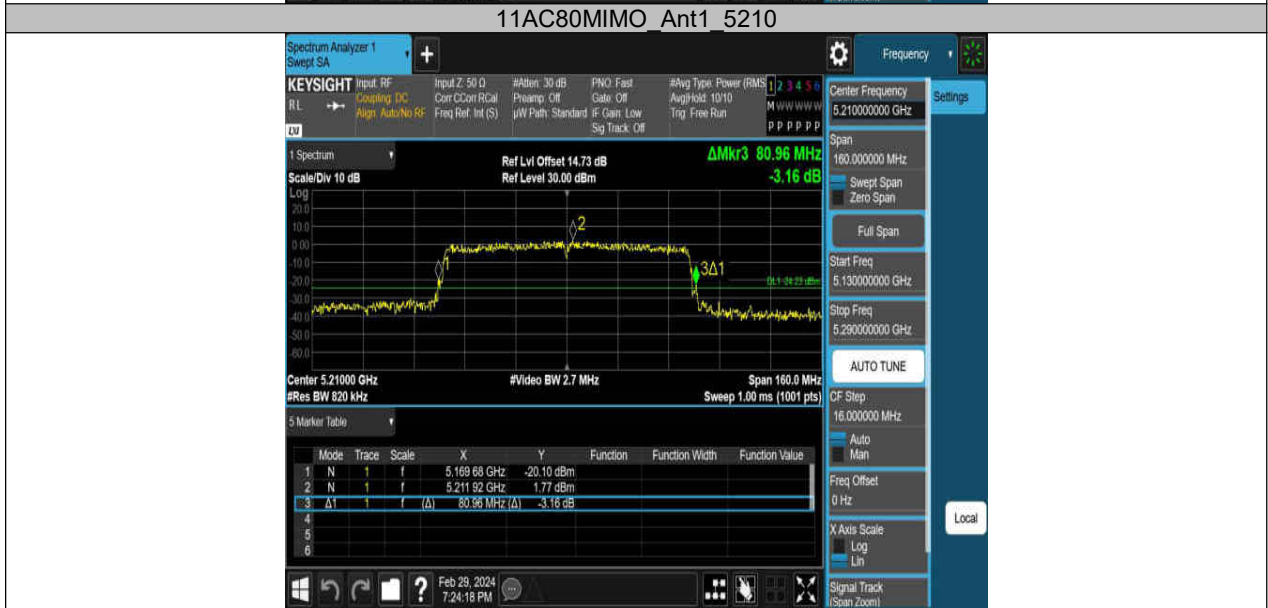 11AC80MIMO_Ant1_5210
Spectrum Analyzer 1
Swept SA
+
Frequency
KEYSIGHT
RL
LXI
Input: RF
Coupling: DC
Align: Auto/No RF
Input Z: 50 Ω
Corr CCorr RCal
Freq Ref: Int (S)
#Atten: 30 dB
Preamp: Off
µW Path: Standard
PNO: Fast
Gate: Off
IF Gain: Low
Sig Track: Off
#Avg Type: Power (RMS
Avg|Hold: 10/10
Trig: Free Run
1 2 3 4 5 6
M W W W W W
P P P P P P
Center Frequency
5.210000000 GHz
Settings
1 Spectrum
Scale/Div 10 dB
Ref Lvl Offset 14.73 dB
Ref Level 30.00 dBm
ΔMkr3 80.96 MHz
-3.16 dB
Span
160.000000 MHz
Swept Span
Zero Span
Full Span
Log
20.0
10.0
0.00
-10.0
-20.0
-30.0
-40.0
-50.0
-60.0
1
2
3Δ1
DL1 -24.23 dBm
Start Freq
5.130000000 GHz
Stop Freq
5.290000000 GHz
AUTO TUNE
Center 5.21000 GHz
#Res BW 820 kHz
#Video BW 2.7 MHz
Span 160.0 MHz
Sweep 1.00 ms (1001 pts)
CF Step
16.000000 MHz
Auto
Man
5 Marker Table
Mode Trace Scale X Y Function Function Width Function Value
1 N 1 f 5.169 68 GHz -20.10 dBm
2 N 1 f 5.211 92 GHz 1.77 dBm
3 Δ1 1 f (Δ) 80.96 MHz (Δ) -3.16 dB
4
5
6
Freq Offset
0 Hz
X Axis Scale
Log
Lin
Local
Signal Track
(Span Zoom)
?
Feb 29, 2024
7:24:18 PM